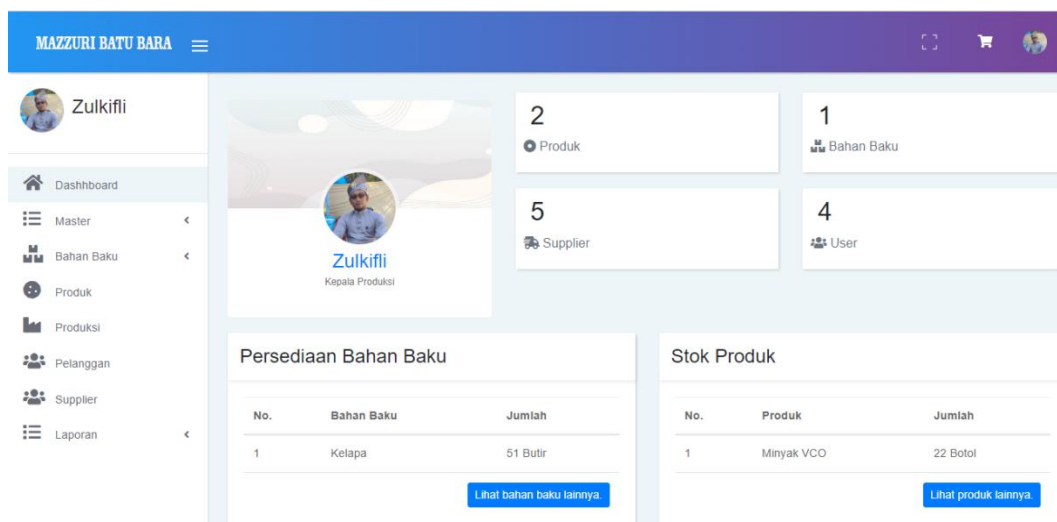 MAZZURI BATU BARA
Zulkifli
Dashhboard
Master
Bahan Baku
Produk
Produksi
Pelanggan
Supplier
Laporan
Zulkifli
Kepala Produksi
2
Produk
1
Bahan Baku
5
Supplier
4
User
Persediaan Bahan Baku
No. Bahan Baku Jumlah
1 Kelapa 51 Butir
Lihat bahan baku lainnya.
Stok Produk
No. Produk Jumlah
1 Minyak VCO 22 Botol
Lihat produk lainnya.